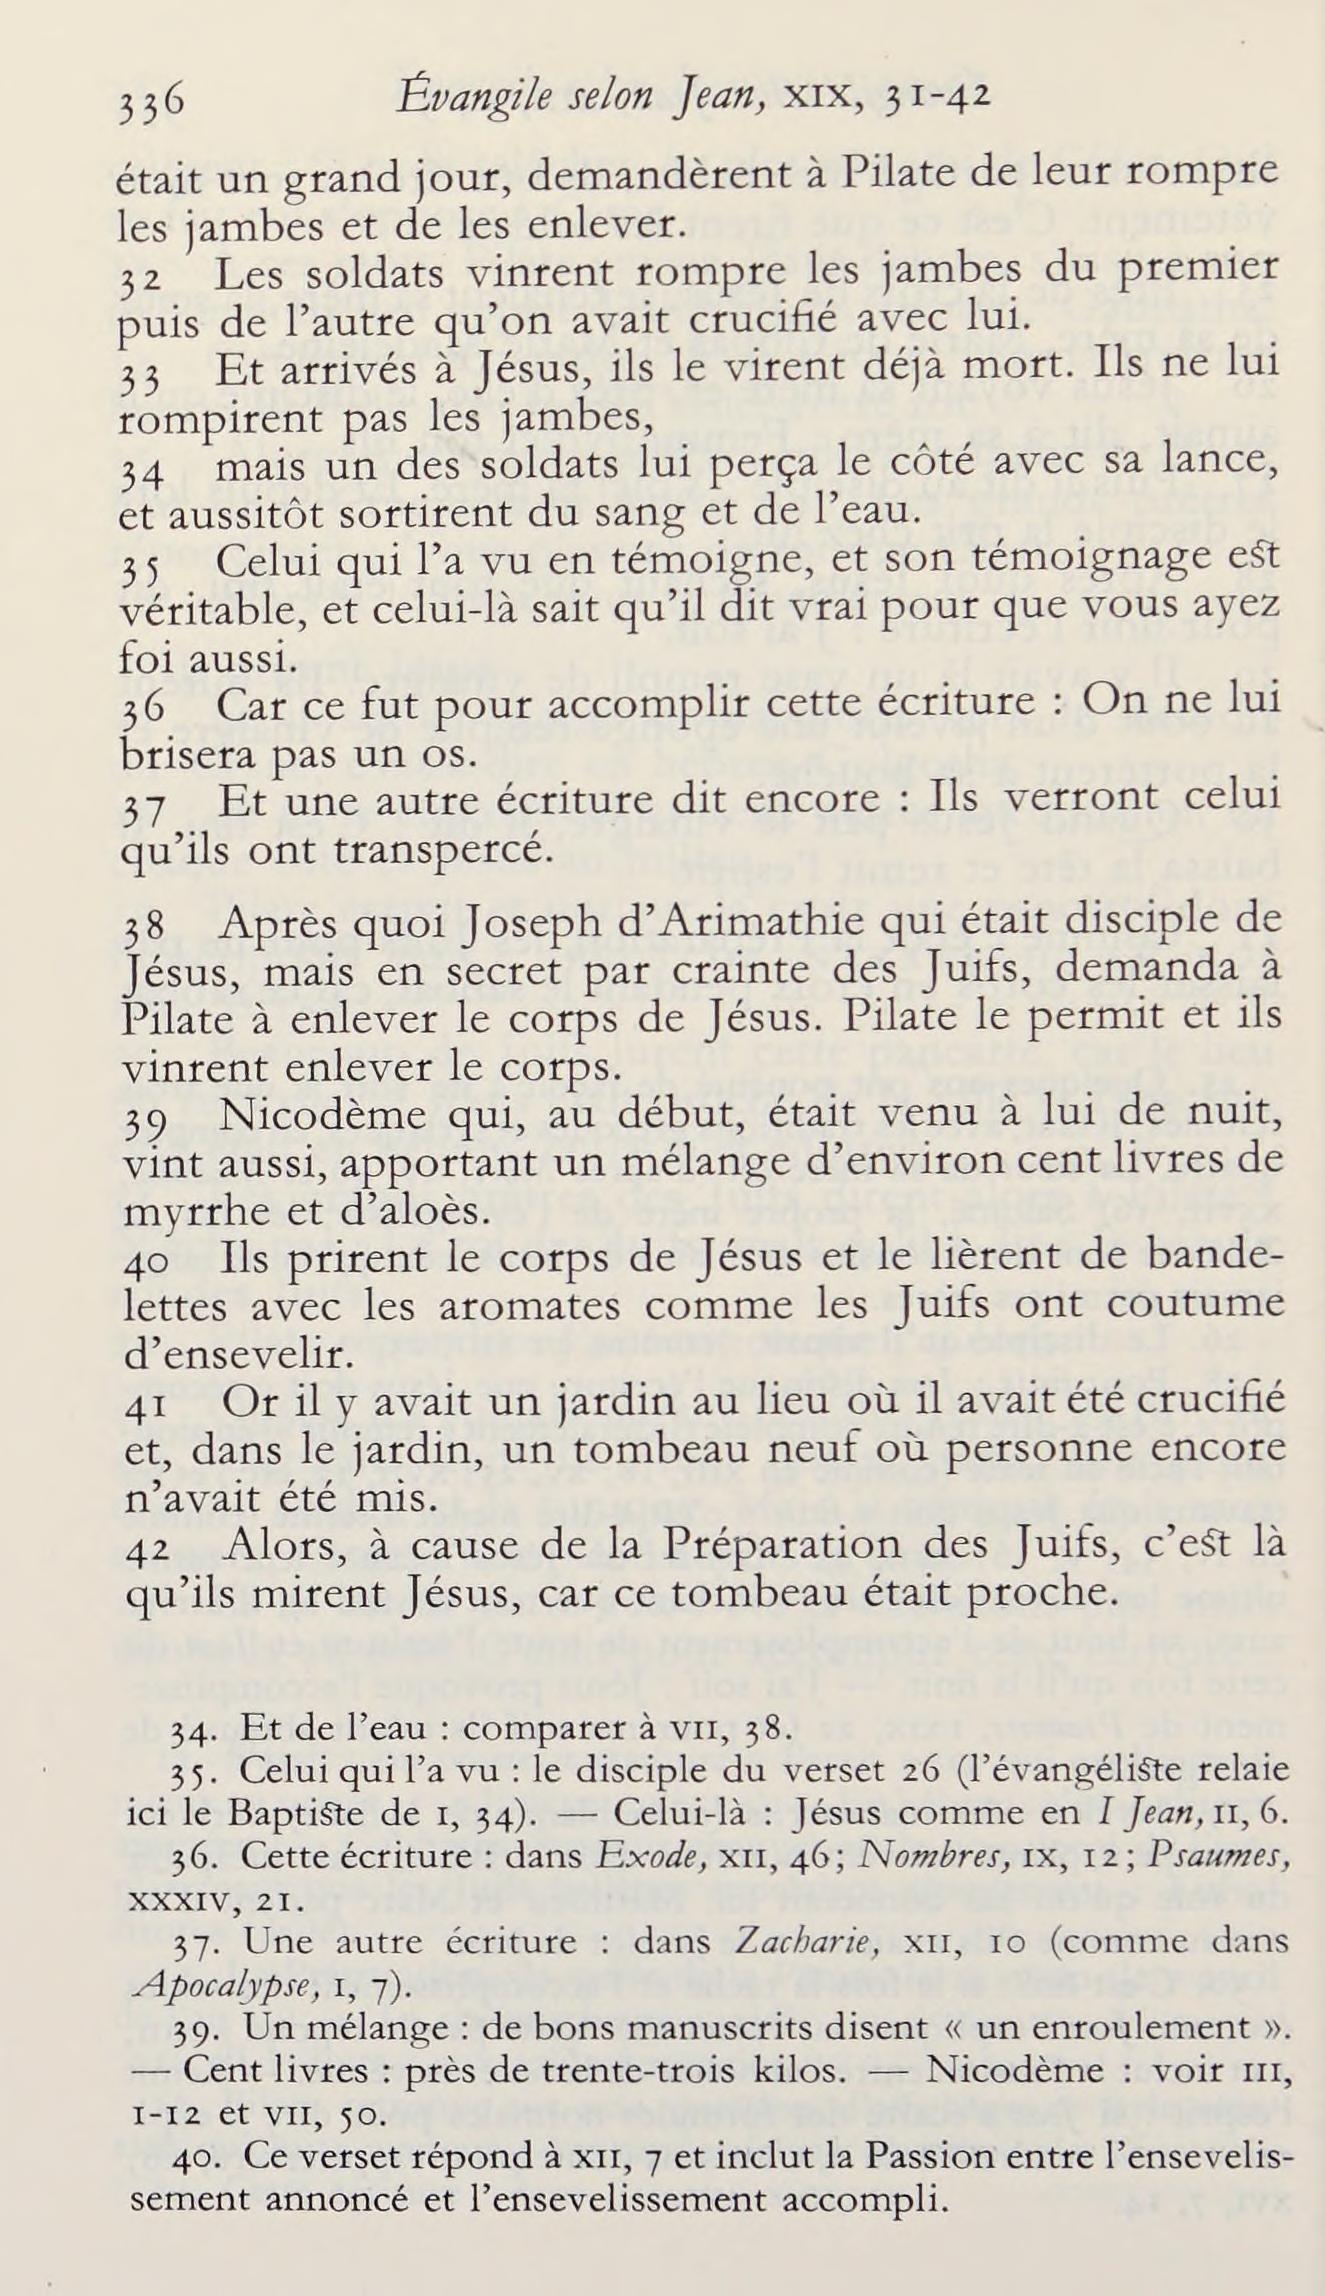 336 Évangile selon Jean, XIX, 31-42
était un grand jour, demandèrent à Pilate de leur rompre
les jambes et de les enlever.
32 Les soldats vinrent rompre les jambes du premier
puis de l’autre qu’on avait crucifié avec lui.
33 Et arrivés à Jésus, ils le virent déjà mort. Ils ne lui
rompirent pas les jambes,
34 mais un des soldats lui perça le côté avec sa lance,
et aussitôt sortirent du sang et de l’eau.
35 Celui qui l’a vu en témoigne, et son témoignage est
véritable, et celui-là sait qu’il dit vrai pour que vous ayez
foi aussi.
36 Car ce fut pour accomplir cette écriture : On ne lui
brisera pas un os.
37 Et une autre écriture dit encore : Ils verront celui
qu’ils ont transpercé.
38 Après quoi Joseph d’Arimathie qui était disciple de
Jésus, mais en secret par crainte des Juifs, demanda à
Pilate à enlever le corps de Jésus. Pilate le permit et ils
vinrent enlever le corps.
39 Nicodème qui, au début, était venu à lui de nuit,
vint aussi, apportant un mélange d’environ cent livres de
myrrhe et d’aloès.
40 Ils prirent le corps de Jésus et le lièrent de bande-
lettes avec les aromates comme les Juifs ont coutume
d’ensevelir.
41 Or il y avait un jardin au lieu où il avait été crucifié
et, dans le jardin, un tombeau neuf où personne encore
n’avait été mis.
42 Alors, à cause de la Préparation des Juifs, c’est là
qu’ils mirent Jésus, car ce tombeau était proche.
34. Et de l’eau : comparer à VII, 38.
35. Celui qui l’a vu : le disciple du verset 26 (l’évangéliste relaie
ici le Baptiste de I, 34). — Celui-là : Jésus comme en I Jean, II, 6.
36. Cette écriture : dans Exode, XII, 46; Nombres, IX, 12; Psaumes,
XXXIV, 21.
37. Une autre écriture : dans Zacharie, XII, 10 (comme dans
Apocalypse, I, 7).
39. Un mélange : de bons manuscrits disent « un enroulement ».
— Cent livres : près de trente-trois kilos. — Nicodème : voir III,
1-12 et VII, 50.
40. Ce verset répond à XII, 7 et inclut la Passion entre l’ensevelis-
sement annoncé et l’ensevelissement accompli.